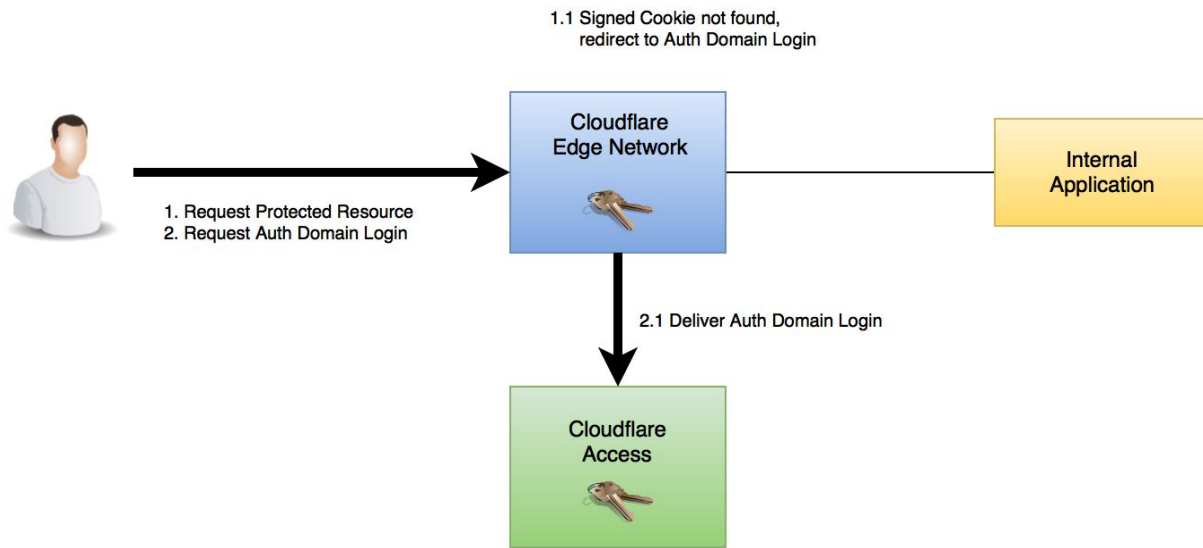 1.1 Signed Cookie not found,
redirect to Auth Domain Login
Cloudflare
Edge Network
Internal
Application
1. Request Protected Resource
2. Request Auth Domain Login
2.1 Deliver Auth Domain Login
Cloudflare
Access